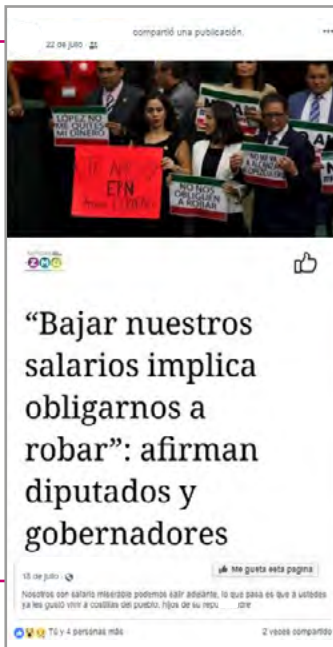 compartió una publicación.
22 de julio
LÓPEZ NO
ME QUITES
MI DINERO
EPN
NO NOS
OBLIGUEN
A ROBAR
ZMG
“Bajar nuestros
salarios implica
obligarnos a
robar”: afirman
diputados y
gobernadores
Me gusta esta página
18 de julio
Nosotros con salario miserable podemos salir adelante, lo que pasa es que a ustedes
ya les gustó vivir a costillas del pueblo, hijos de su repu dre
Tú y 4 personas más
2 veces compartido